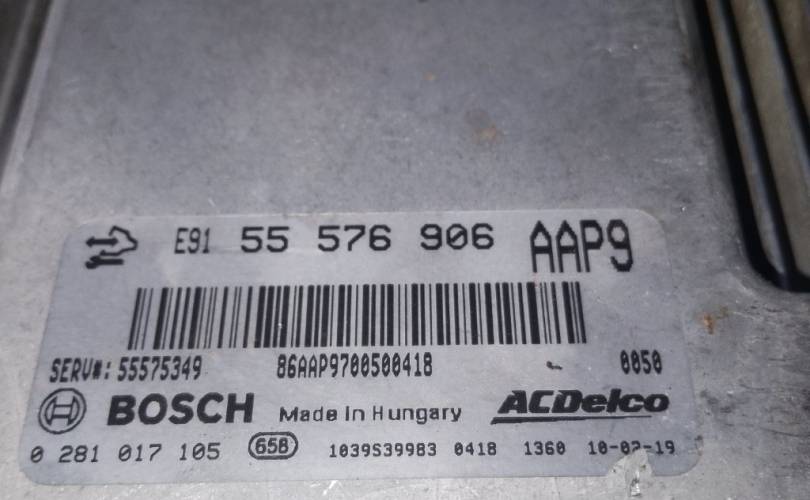 E91 55 576 906 AAP9
SERV#: 55575349 86AAP9700500418 0050
BOSCH Made in Hungary ACDelco
0 281 017 105 65B 1039S39983 0418 1360 10-02-19